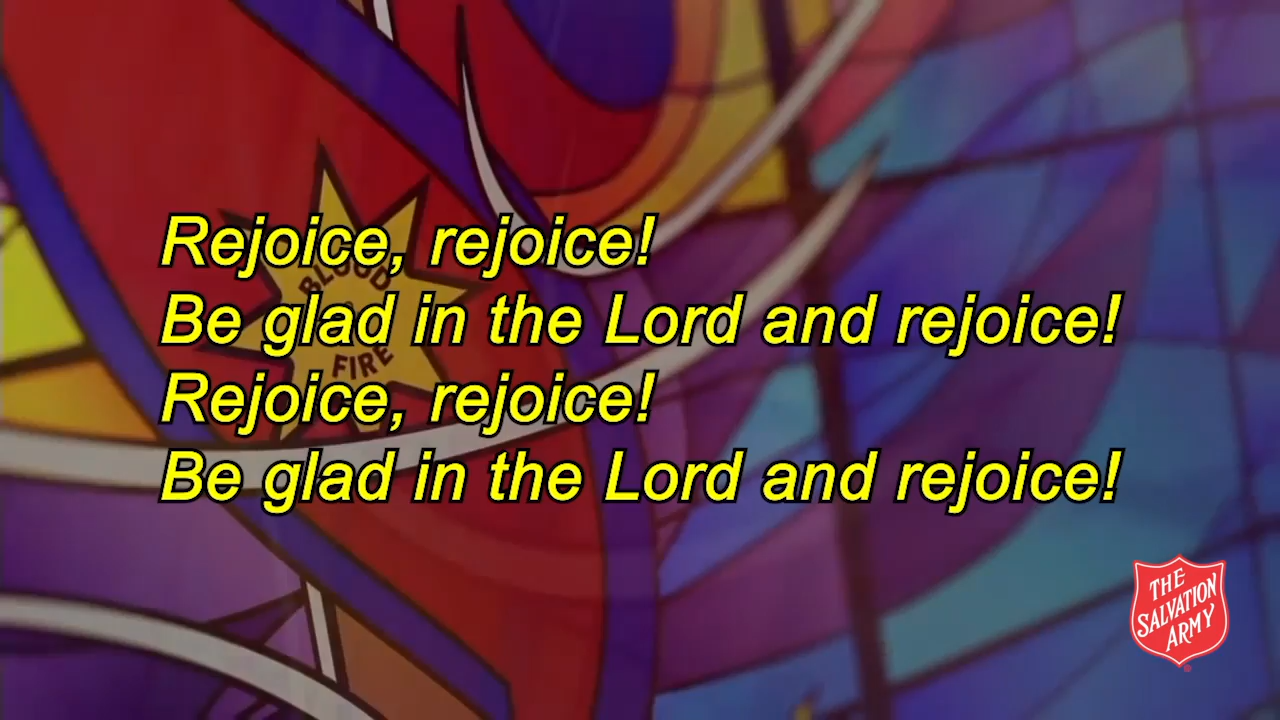 Rejoice, rejoice!
Be glad in the Lord and rejoice!
Rejoice, rejoice!
Be glad in the Lord and rejoice!
BLOOD
FIRE
THE
SALVATION
ARMY